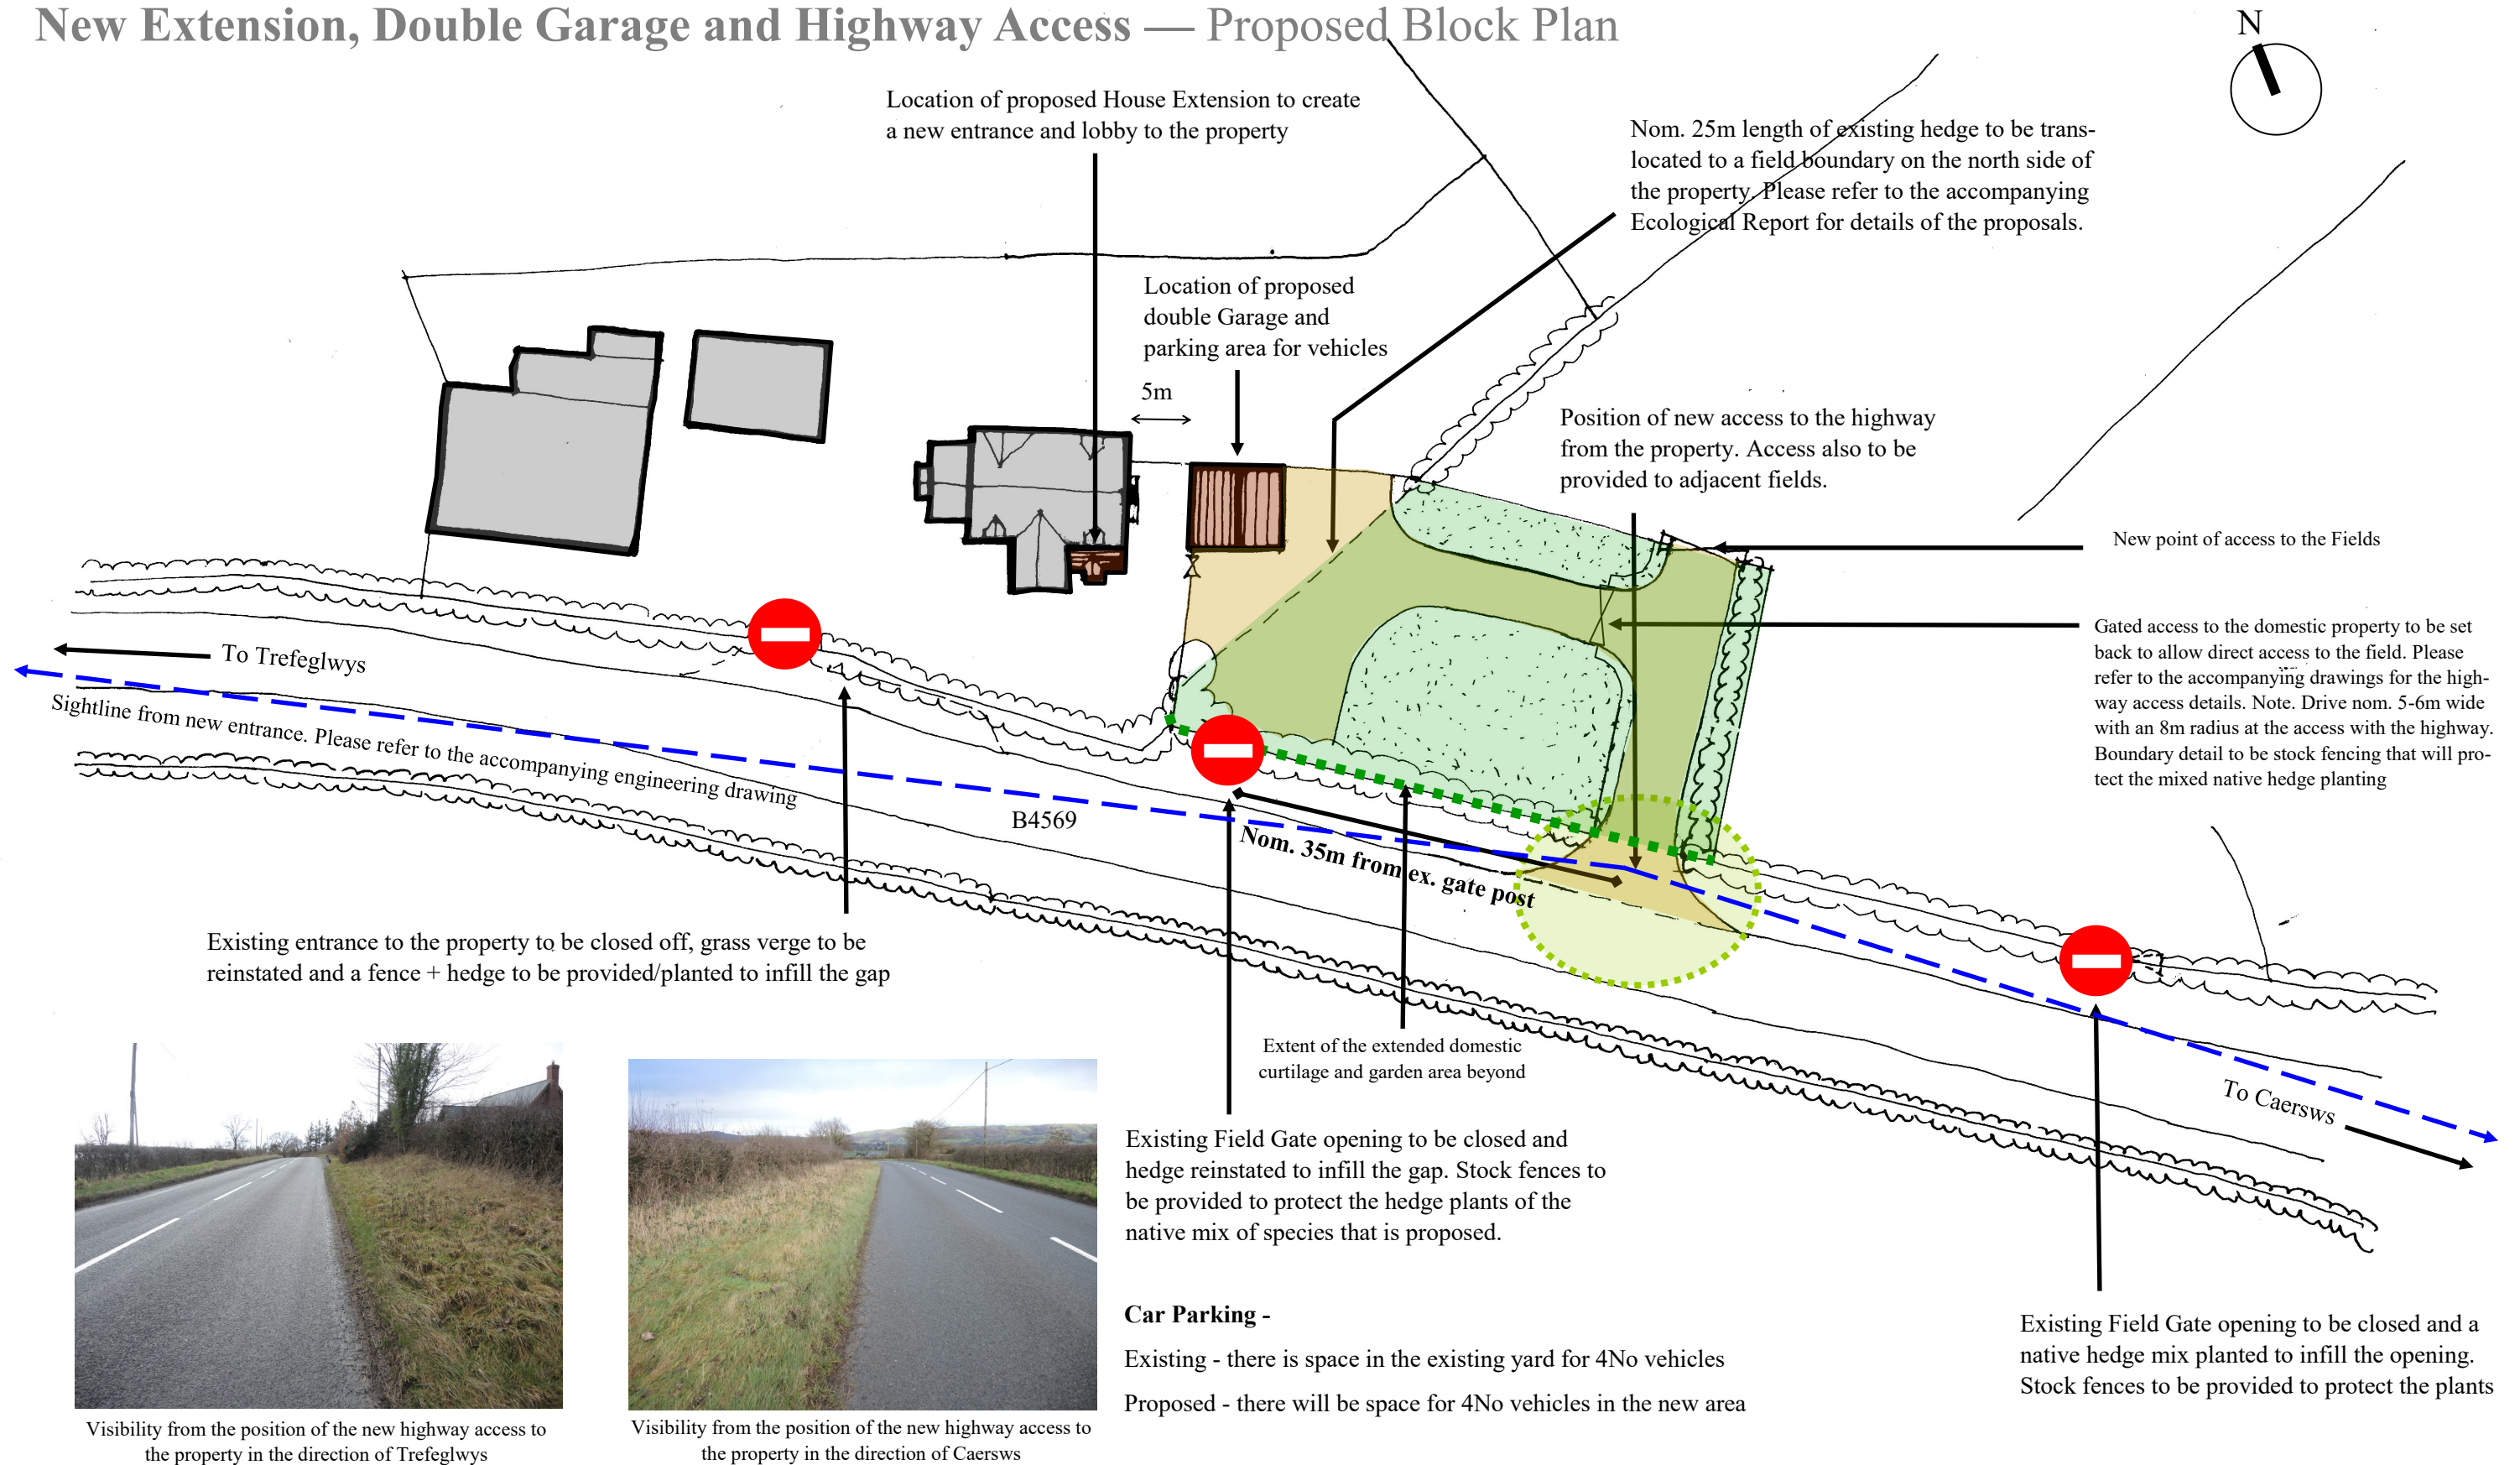 New Extension, Double Garage and Highway Access — Proposed Block Plan
N
Location of proposed House Extension to create
a new entrance and lobby to the property
Nom. 25m length of existing hedge to be trans-
located to a field boundary on the north side of
the property. Please refer to the accompanying
Ecological Report for details of the proposals.
Location of proposed
double Garage and
parking area for vehicles
5m
Position of new access to the highway
from the property. Access also to be
provided to adjacent fields.
New point of access to the Fields
Gated access to the domestic property to be set
back to allow direct access to the field. Please
refer to the accompanying drawings for the high-
way access details. Note. Drive nom. 5-6m wide
with an 8m radius at the access with the highway.
Boundary detail to be stock fencing that will pro-
tect the mixed native hedge planting
To Trefeglwys
Sightline from new entrance. Please refer to the accompanying engineering drawing
B4569
Nom. 35m from ex. gate post
Existing entrance to the property to be closed off, grass verge to be
reinstated and a fence + hedge to be provided/planted to infill the gap
Extent of the extended domestic
curtilage and garden area beyond
To Caersws
Existing Field Gate opening to be closed and
hedge reinstated to infill the gap. Stock fences to
be provided to protect the hedge plants of the
native mix of species that is proposed.
Car Parking -
Existing - there is space in the existing yard for 4No vehicles
Proposed - there will be space for 4No vehicles in the new area
Existing Field Gate opening to be closed and a
native hedge mix planted to infill the opening.
Stock fences to be provided to protect the plants
Visibility from the position of the new highway access to
the property in the direction of Trefeglwys
Visibility from the position of the new highway access to
the property in the direction of Caersws